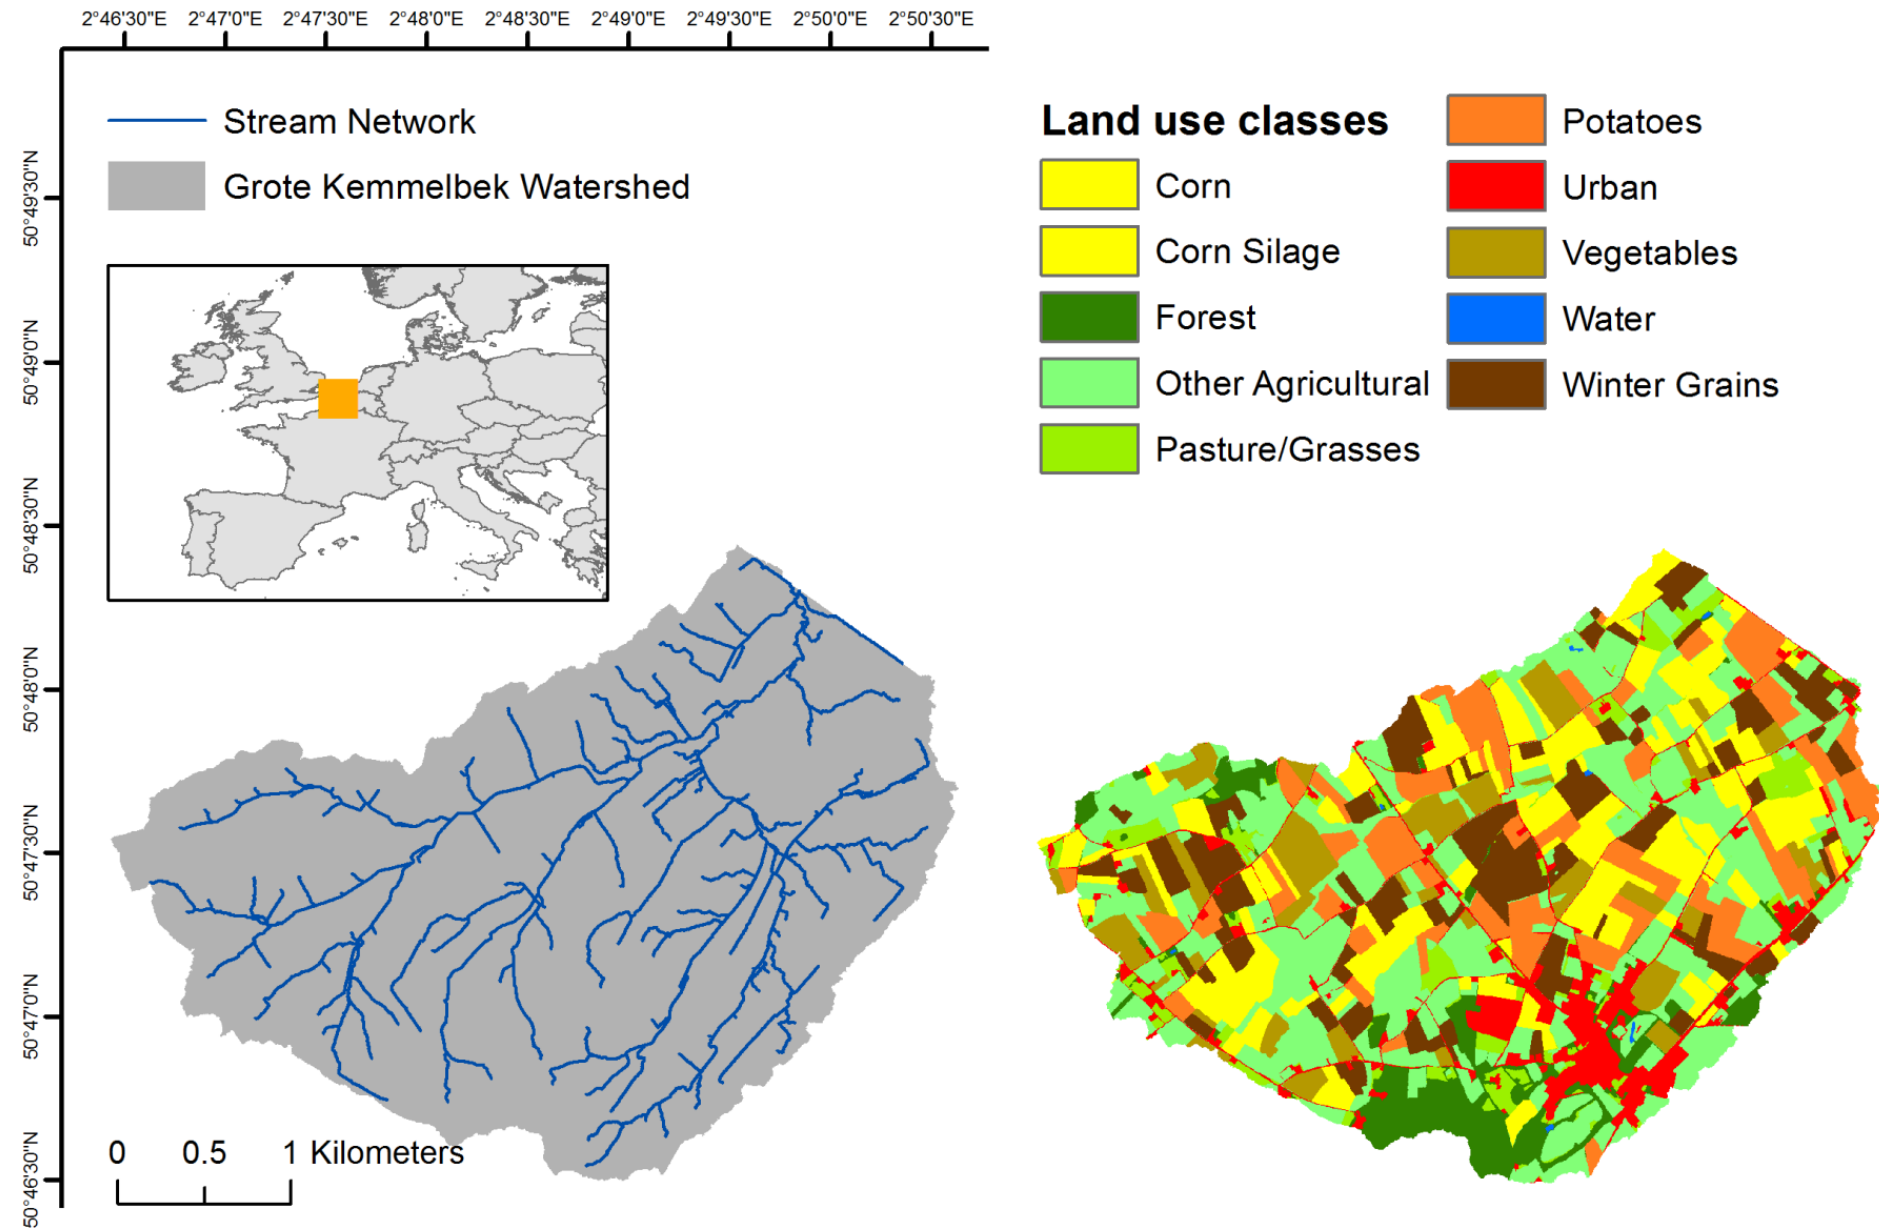 2°46'30"E 2°47'0"E 2°47'30"E 2°48'0"E 2°48'30"E 2°49'0"E 2°49'30"E 2°50'0"E 2°50'30"E
Stream Network
Grote Kemmelbek Watershed
50°49'30"N
50°49'0"N
50°48'30"N
50°48'0"N
50°47'30"N
50°47'0"N
50°46'30"N
0 0.5 1 Kilometers
Land use classes
Corn
Corn Silage
Forest
Other Agricultural
Pasture/Grasses
Potatoes
Urban
Vegetables
Water
Winter Grains